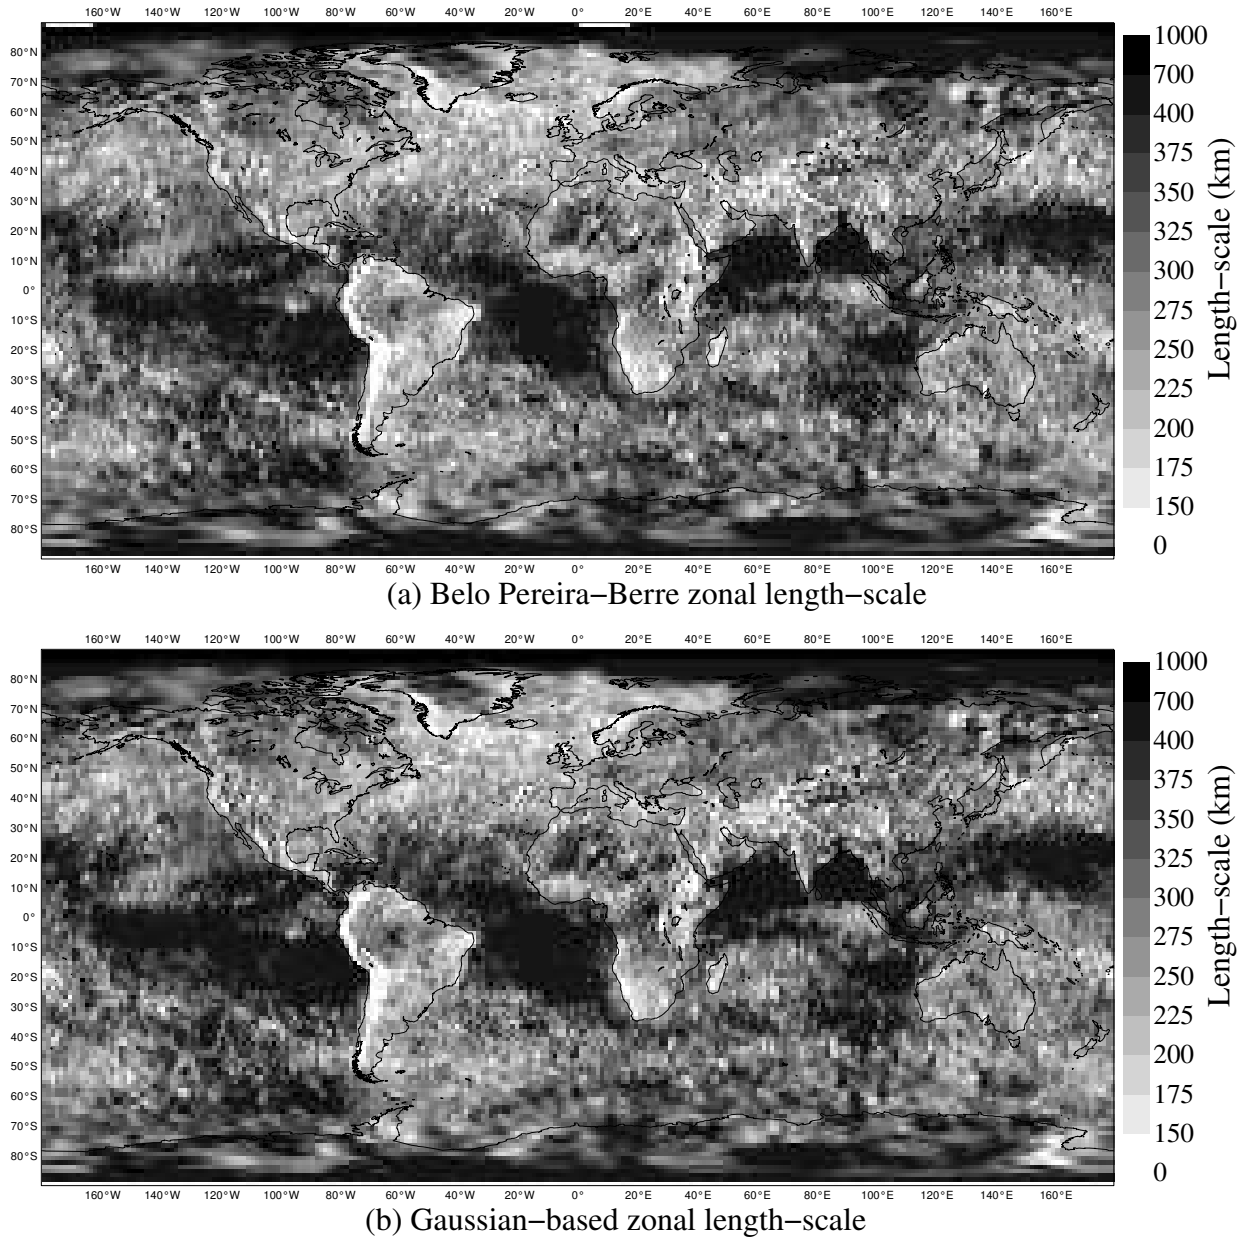 160°W 140°W 120°W 100°W 80°W 60°W 40°W 20°W 0° 20°E 40°E 60°E 80°E 100°E 120°E 140°E 160°E
80°N
70°N
60°N
50°N
40°N
30°N
20°N
10°N
0°
10°S
20°S
30°S
40°S
50°S
60°S
70°S
80°S
1000
700
400
375
350
325
300
275
250
225
200
175
150
0
Length−scale (km)
160°W 140°W 120°W 100°W 80°W 60°W 40°W 20°W 0° 20°E 40°E 60°E 80°E 100°E 120°E 140°E 160°E
(a) Belo Pereira−Berre zonal length−scale
160°W 140°W 120°W 100°W 80°W 60°W 40°W 20°W 0° 20°E 40°E 60°E 80°E 100°E 120°E 140°E 160°E
80°N
70°N
60°N
50°N
40°N
30°N
20°N
10°N
0°
10°S
20°S
30°S
40°S
50°S
60°S
70°S
80°S
1000
700
400
375
350
325
300
275
250
225
200
175
150
0
Length−scale (km)
160°W 140°W 120°W 100°W 80°W 60°W 40°W 20°W 0° 20°E 40°E 60°E 80°E 100°E 120°E 140°E 160°E
(b) Gaussian−based zonal length−scale